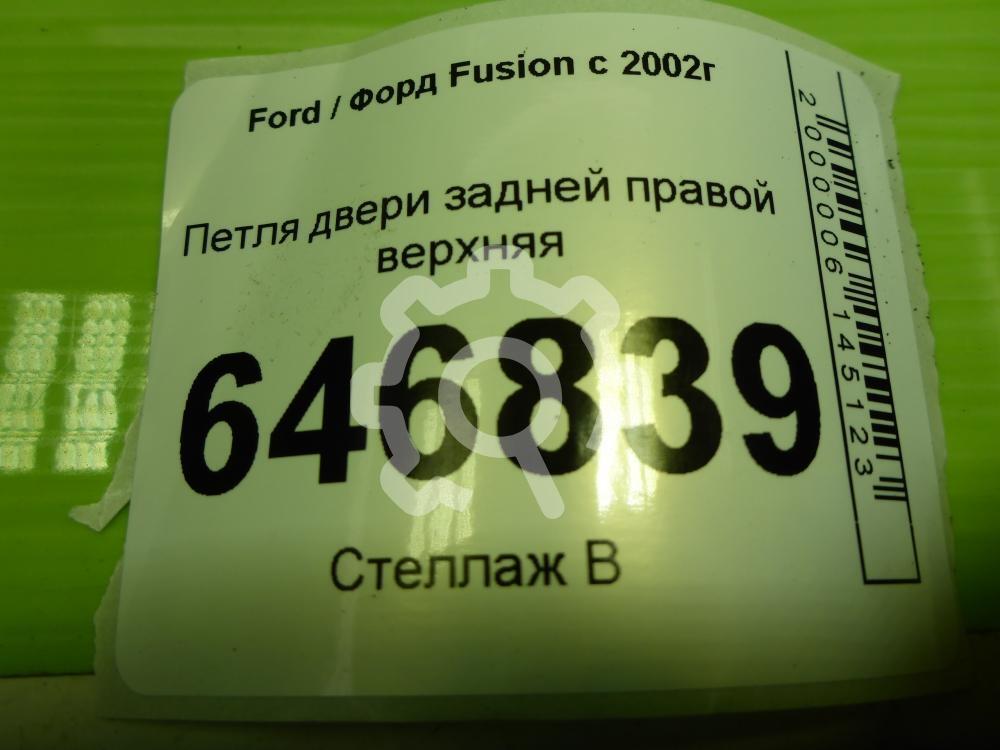 Ford / Форд Fusion с 2002г
Петля двери задней правой
верхняя
646839
Стеллаж В
2000006145123